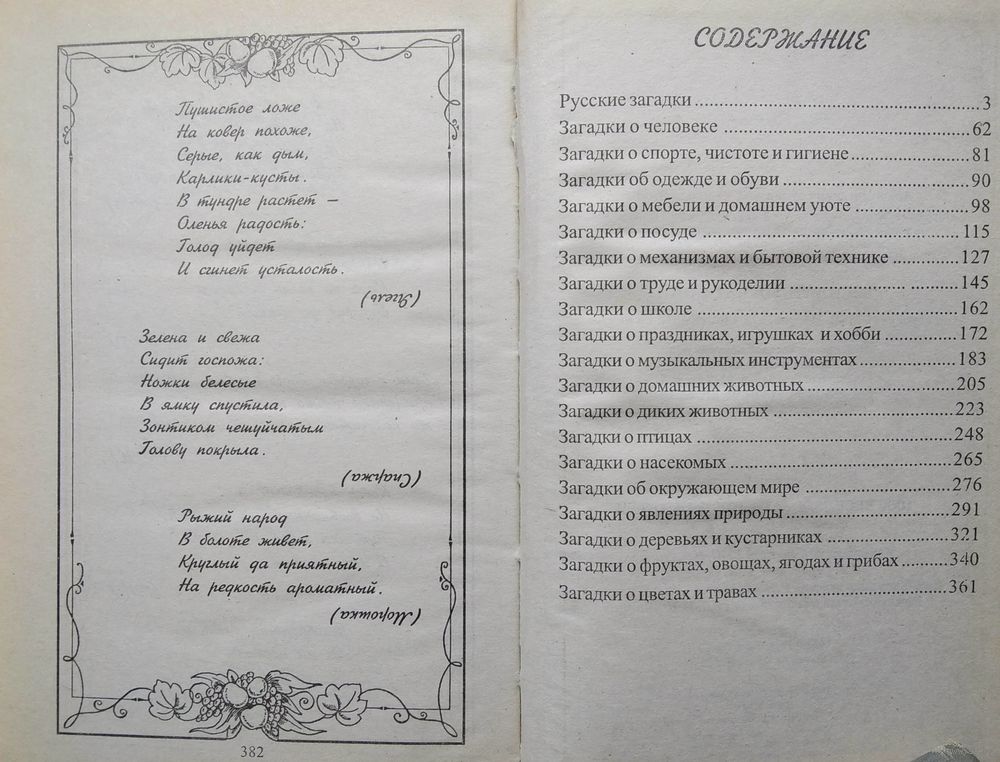 Пушистое ложе
На ковер похоже,
Серые, как дым,
Карлики-кусты.
В тундре растет –
Оленья радость:
Голод уйдет
И сгинет усталость.
(Ягель)
Зелена и свежа
Сидит госпожа:
Ножки белесые
В ямку спустила,
Зонтиком чешуйчатым
Голову покрыла.
(Спаржа)
Рыжий народ
В болоте живет,
Круглый да приятный,
На редкость ароматный.
(Морошка)
382
СОДЕРЖАНИЕ
Русские загадки 3
Загадки о человеке 62
Загадки о спорте, чистоте и гигиене 81
Загадки об одежде и обуви 90
Загадки о мебели и домашнем уюте 98
Загадки о посуде 115
Загадки о механизмах и бытовой технике 127
Загадки о труде и рукоделии 145
Загадки о школе 162
Загадки о праздниках, игрушках и хобби 172
Загадки о музыкальных инструментах 183
Загадки о домашних животных 205
Загадки о диких животных 223
Загадки о птицах 248
Загадки о насекомых 265
Загадки об окружающем мире 276
Загадки о явлениях природы 291
Загадки о деревьях и кустарниках 321
Загадки о фруктах, овощах, ягодах и грибах 340
Загадки о цветах и травах 361